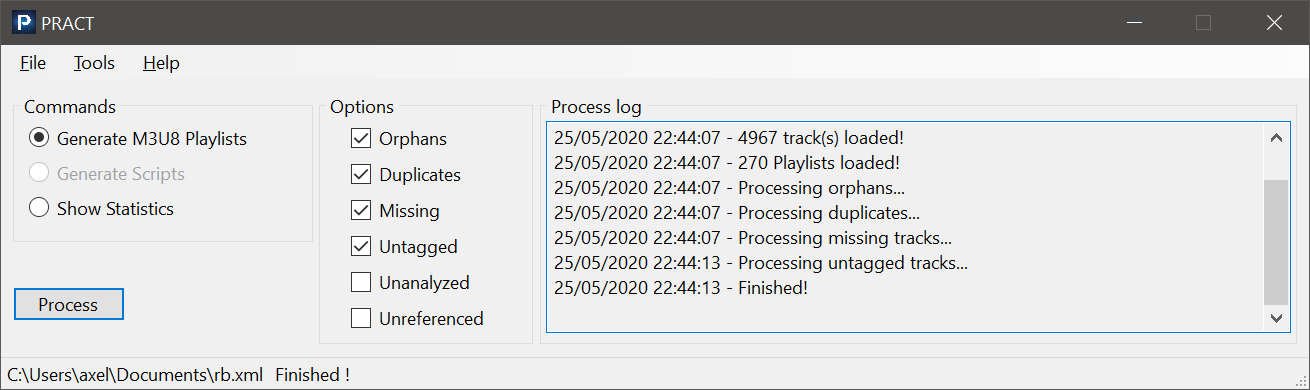 PRACT
File Tools Help
Commands
Generate M3U8 Playlists
Generate Scripts
Show Statistics
Process
Options
Orphans
Duplicates
Missing
Untagged
Unanalyzed
Unreferenced
Process log
25/05/2020 22:44:07 - 4967 track(s) loaded!
25/05/2020 22:44:07 - 270 Playlists loaded!
25/05/2020 22:44:07 - Processing orphans...
25/05/2020 22:44:07 - Processing duplicates...
25/05/2020 22:44:07 - Processing missing tracks...
25/05/2020 22:44:13 - Processing untagged tracks...
25/05/2020 22:44:13 - Finished!
C:\Users\axel\Documents\rb.xml Finished !